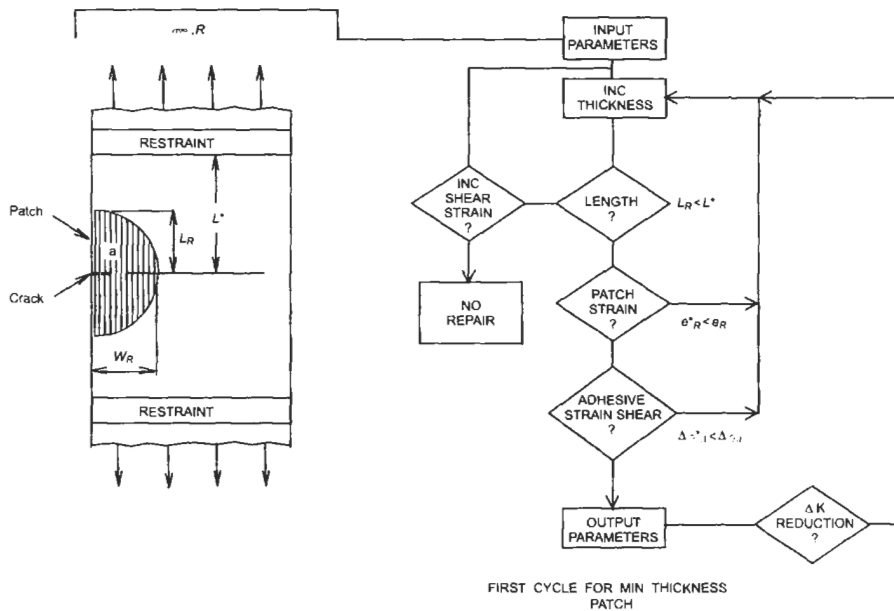 , R
RESTRAINT
L*
Patch
L_R
a
Crack
W_R
RESTRAINT
INPUT
PARAMETERS
INC
THICKNESS
INC
SHEAR
STRAIN
?
LENGTH
?
L_R < L*
NO
REPAIR
PATCH
STRAIN
?
e*_R < e_R
ADHESIVE
STRAIN SHEAR
?
OUTPUT
PARAMETERS
Δ K
REDUCTION
?
FIRST CYCLE FOR MIN THICKNESS
PATCH